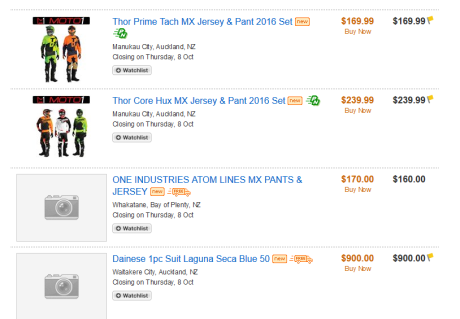 S1 MOTO1
Thor Prime Tach MX Jersey & Pant 2016 Set new
$169.99
$169.99
Buy Now
Manukau City, Auckland, NZ
Closing on Thursday, 8 Oct
Watchlist
S1 MOTO1
Thor Core Hux MX Jersey & Pant 2016 Set new
$239.99
$239.99
Buy Now
Manukau City, Auckland, NZ
Closing on Thursday, 8 Oct
Watchlist
ONE INDUSTRIES ATOM LINES MX PANTS &
JERSEY new
$170.00
$160.00
Buy Now
Whakatane, Bay of Plenty, NZ
Closing on Thursday, 8 Oct
Watchlist
Dainese 1pc Suit Laguna Seca Blue 50 new
$900.00
$900.00
Buy Now
Waitakere City, Auckland, NZ
Closing on Thursday, 8 Oct
Watchlist